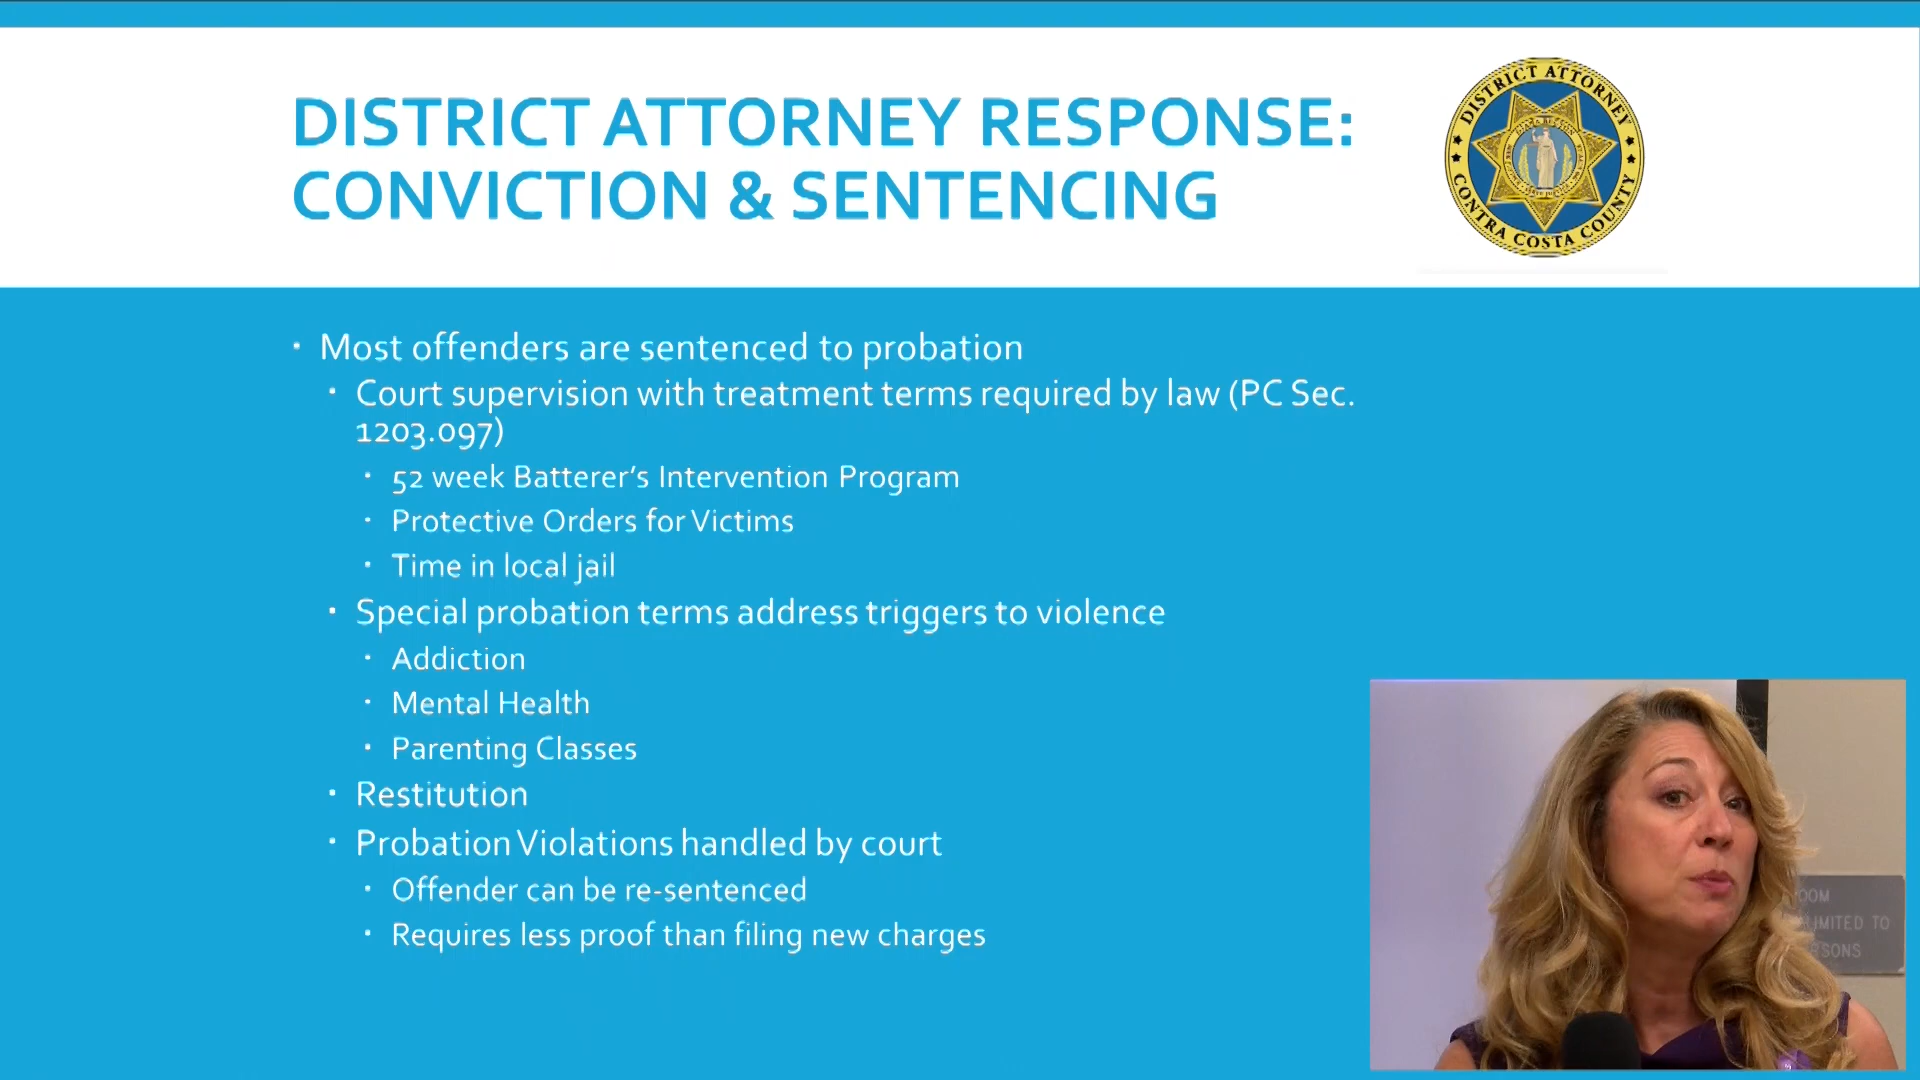 DISTRICT ATTORNEY RESPONSE:
CONVICTION & SENTENCING
DISTRICT ATTORNEY
CONTRA COSTA COUNTY
· Most offenders are sentenced to probation
· Court supervision with treatment terms required by law (PC Sec.
1203.097)
· 52 week Batterer's Intervention Program
· Protective Orders for Victims
· Time in local jail
· Special probation terms address triggers to violence
· Addiction
· Mental Health
· Parenting Classes
· Restitution
· Probation Violations handled by court
· Offender can be re-sentenced
· Requires less proof than filing new charges
TO